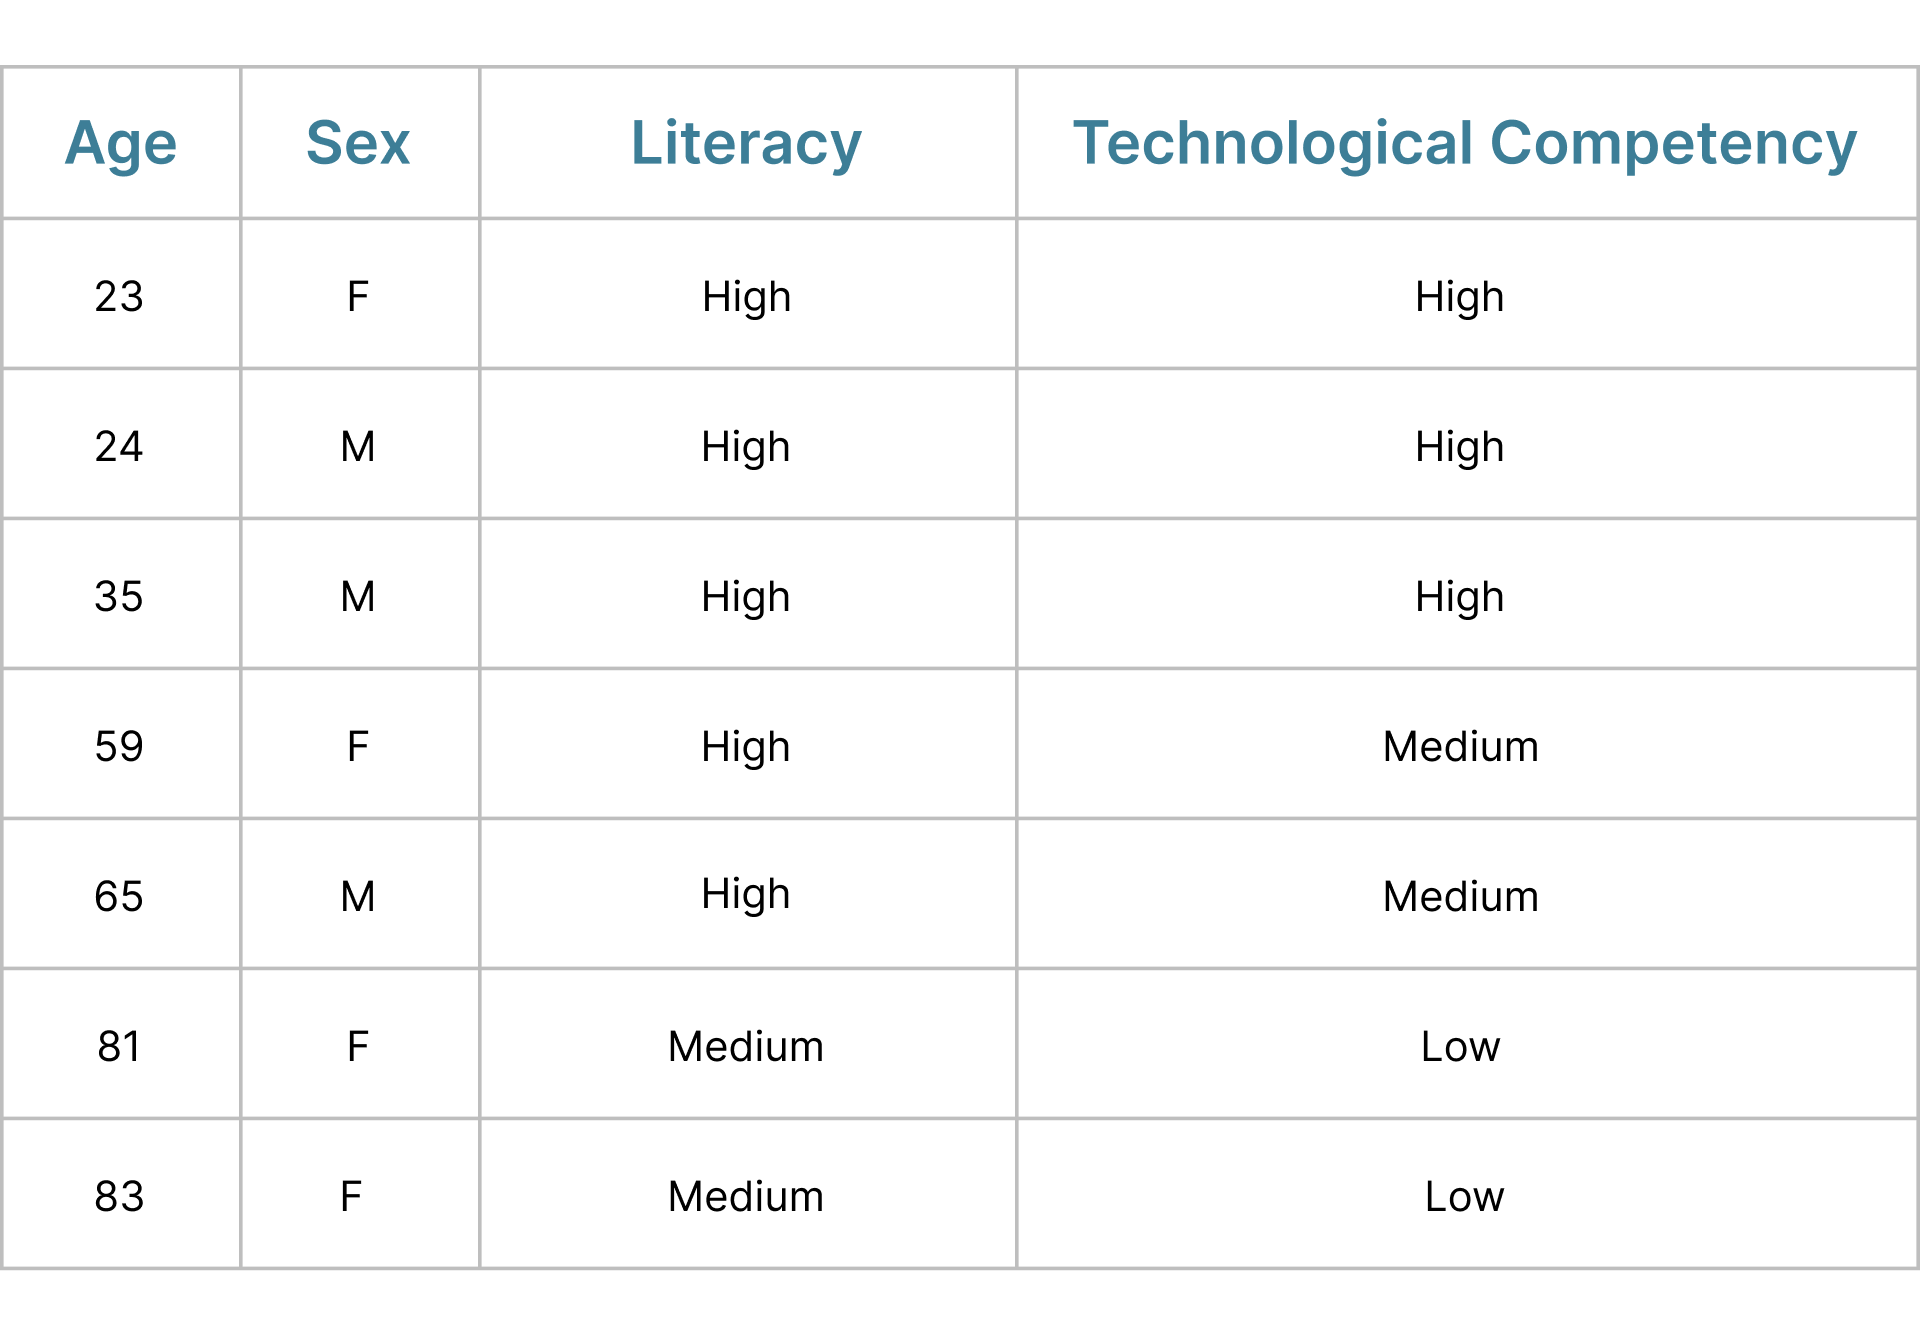 Age Sex Literacy Technological Competency
23 F High High
24 M High High
35 M High High
59 F High Medium
65 M High Medium
81 F Medium Low
83 F Medium Low